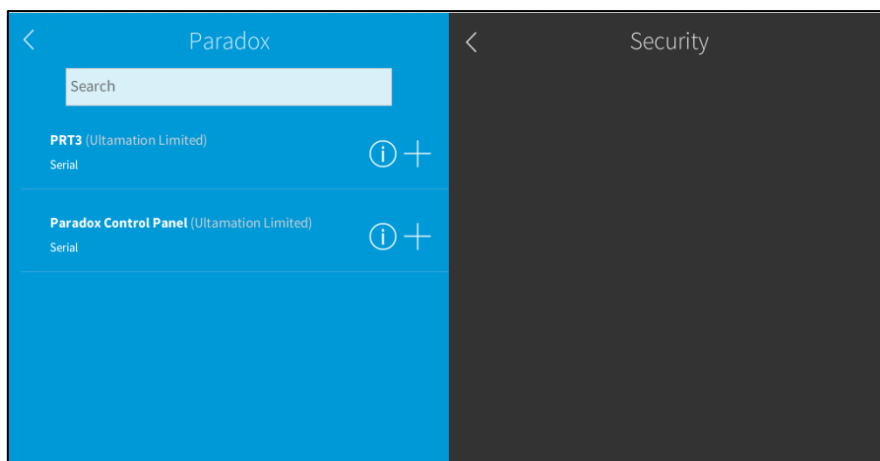 Paradox
Search
PRT3 (Ultamation Limited)
Serial
Paradox Control Panel (Ultamation Limited)
Serial
Security